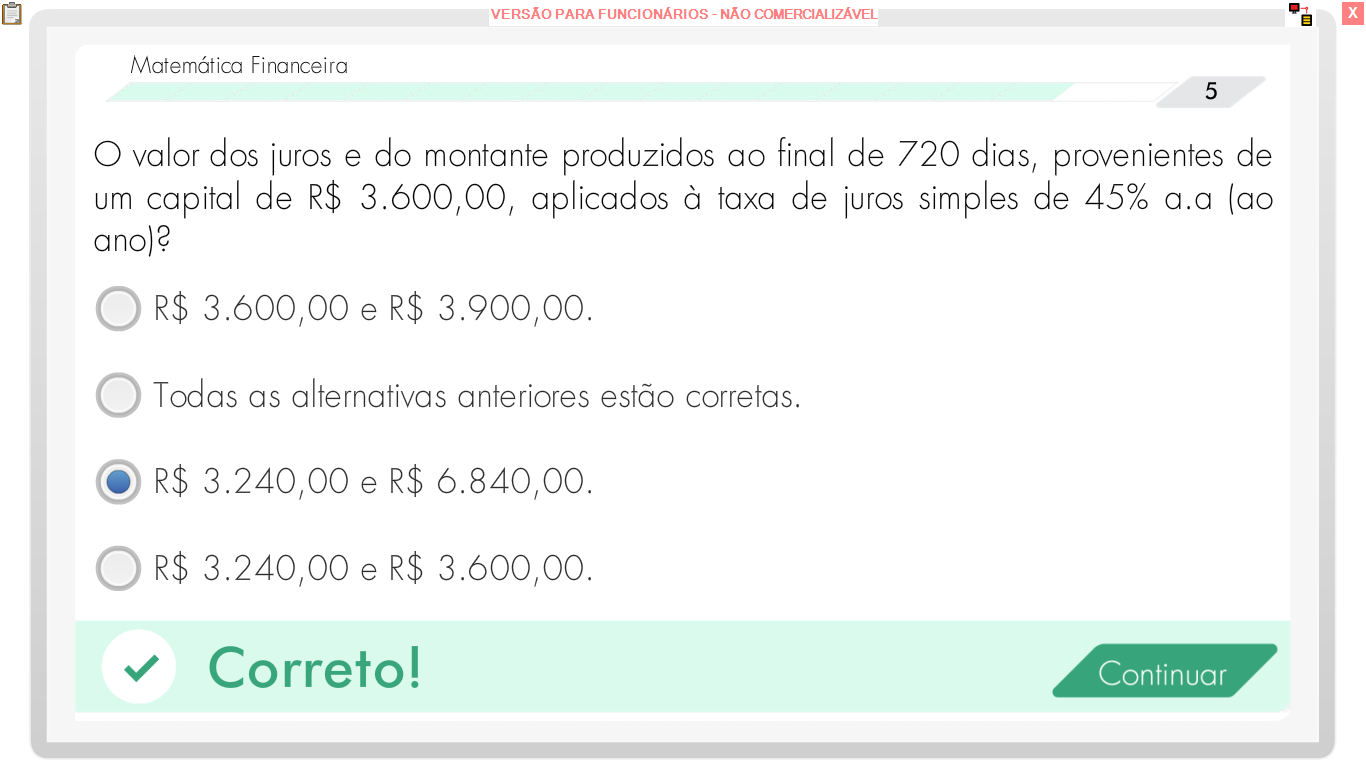 VERSÃO PARA FUNCIONÁRIOS - NÃO COMERCIALIZÁVEL
X
Matemática Financeira
5
O valor dos juros e do montante produzidos ao final de 720 dias, provenientes de
um capital de R$ 3.600,00, aplicados à taxa de juros simples de 45% a.a (ao
ano)?
R$ 3.600,00 e R$ 3.900,00.
Todas as alternativas anteriores estão corretas.
R$ 3.240,00 e R$ 6.840,00.
R$ 3.240,00 e R$ 3.600,00.
Correto!
Continuar